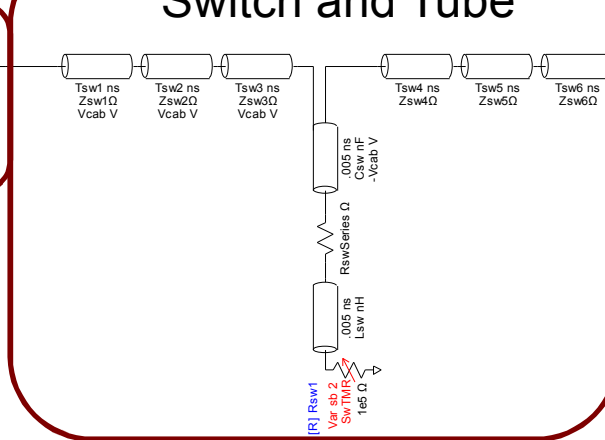 Switch and Tube
Tsw1 ns
Zsw1Ω
Vcab V
Tsw2 ns
Zsw2Ω
Vcab V
Tsw3 ns
Zsw3Ω
Vcab V
Tsw4 ns
Zsw4Ω
Tsw5 ns
Zsw5Ω
Tsw6 ns
Zsw6Ω
.005 ns
Csw nF
-Vcab V
RswSeries Ω
.005 ns
Lsw nH
[R] Rsw1
Var sb 2
SwTMR
1e5 Ω